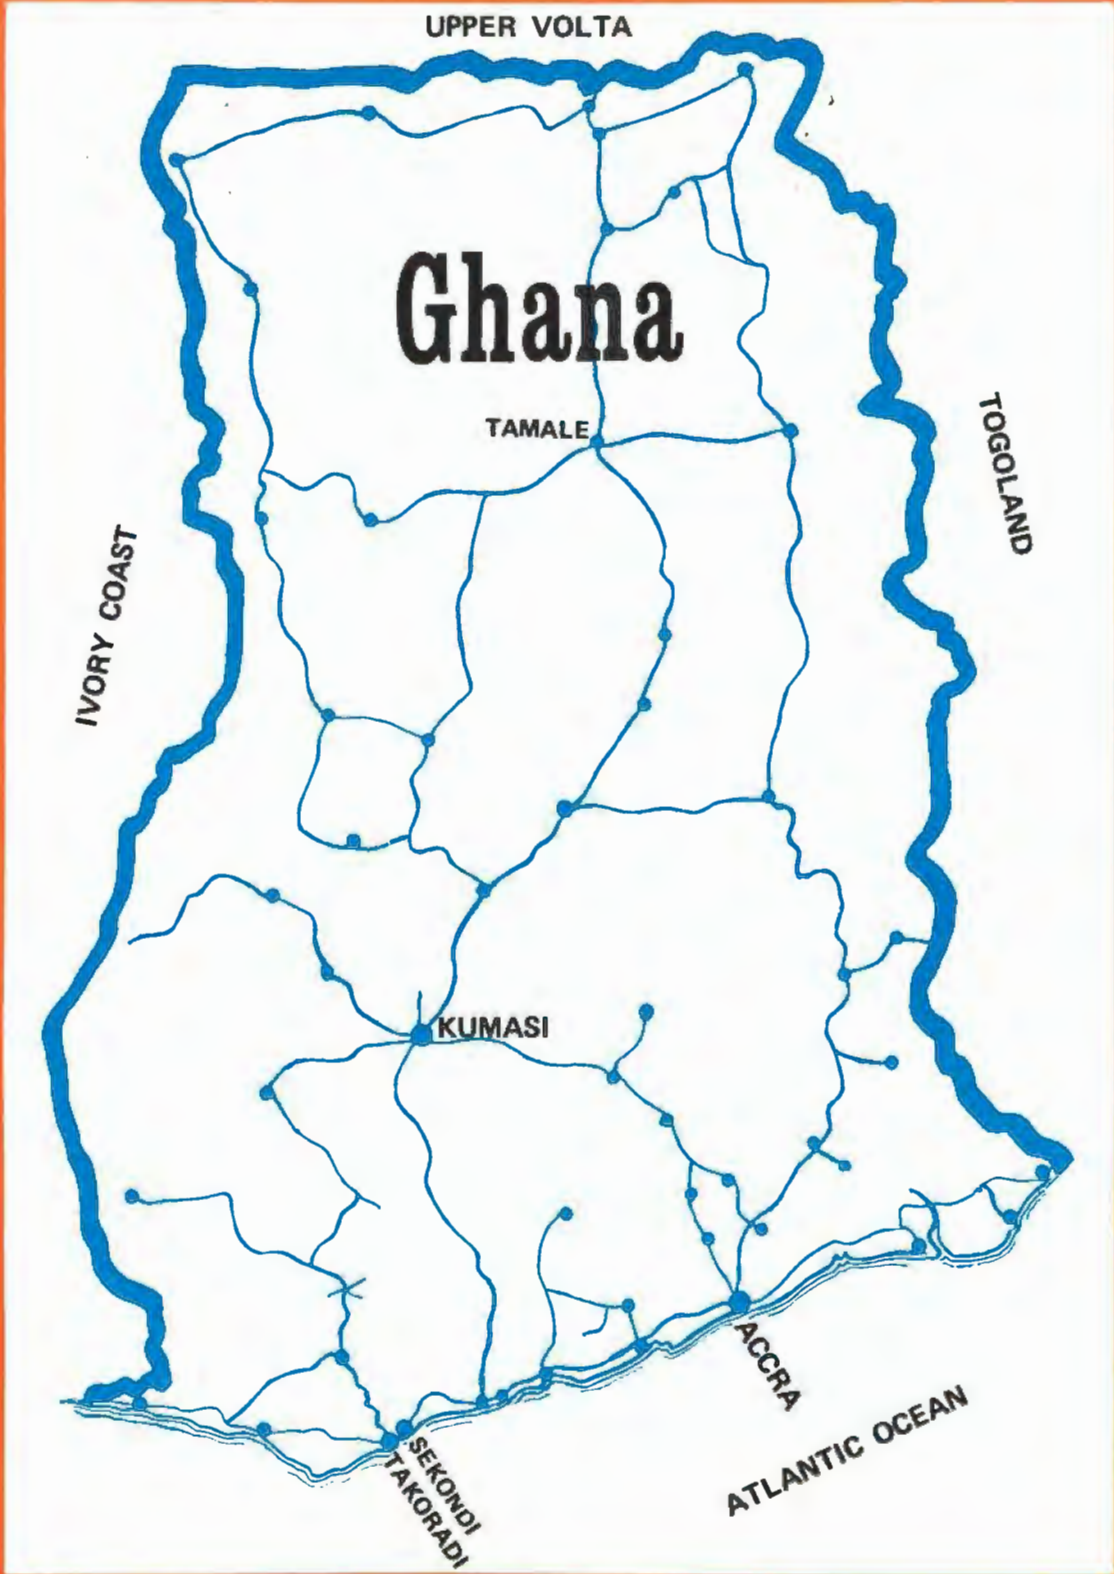 UPPER VOLTA
Ghana
TAMALE
TOGOLAND
IVORY COAST
KUMASI
ACCRA
ATLANTIC OCEAN
SEKONDI
TAKORADI